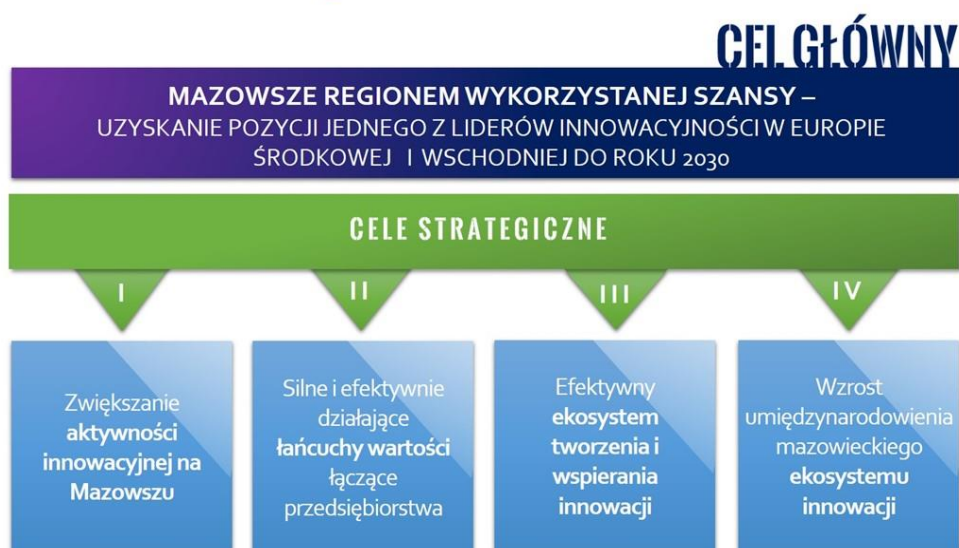 CEL GŁÓWNY
MAZOWSZE REGIONEM WYKORZYSTANEJ SZANSY –
UZYSKANIE POZYCJI JEDNEGO Z LIDERÓW INNOWACYJNOŚCI W EUROPIE
ŚRODKOWEJ I WSCHODNIEJ DO ROKU 2030
CELE STRATEGICZNE
I
II
III
IV
Zwiększanie
aktywności
innowacyjnej na
Mazowszu
Silne i efektywnie
działające
łańcuchy wartości
łączące
przedsiębiorstwa
Efektywny
ekosystem
tworzenia i
wspierania
innowacji
Wzrost
umiędzynarodowienia
mazowieckiego
ekosystemu
innowacji